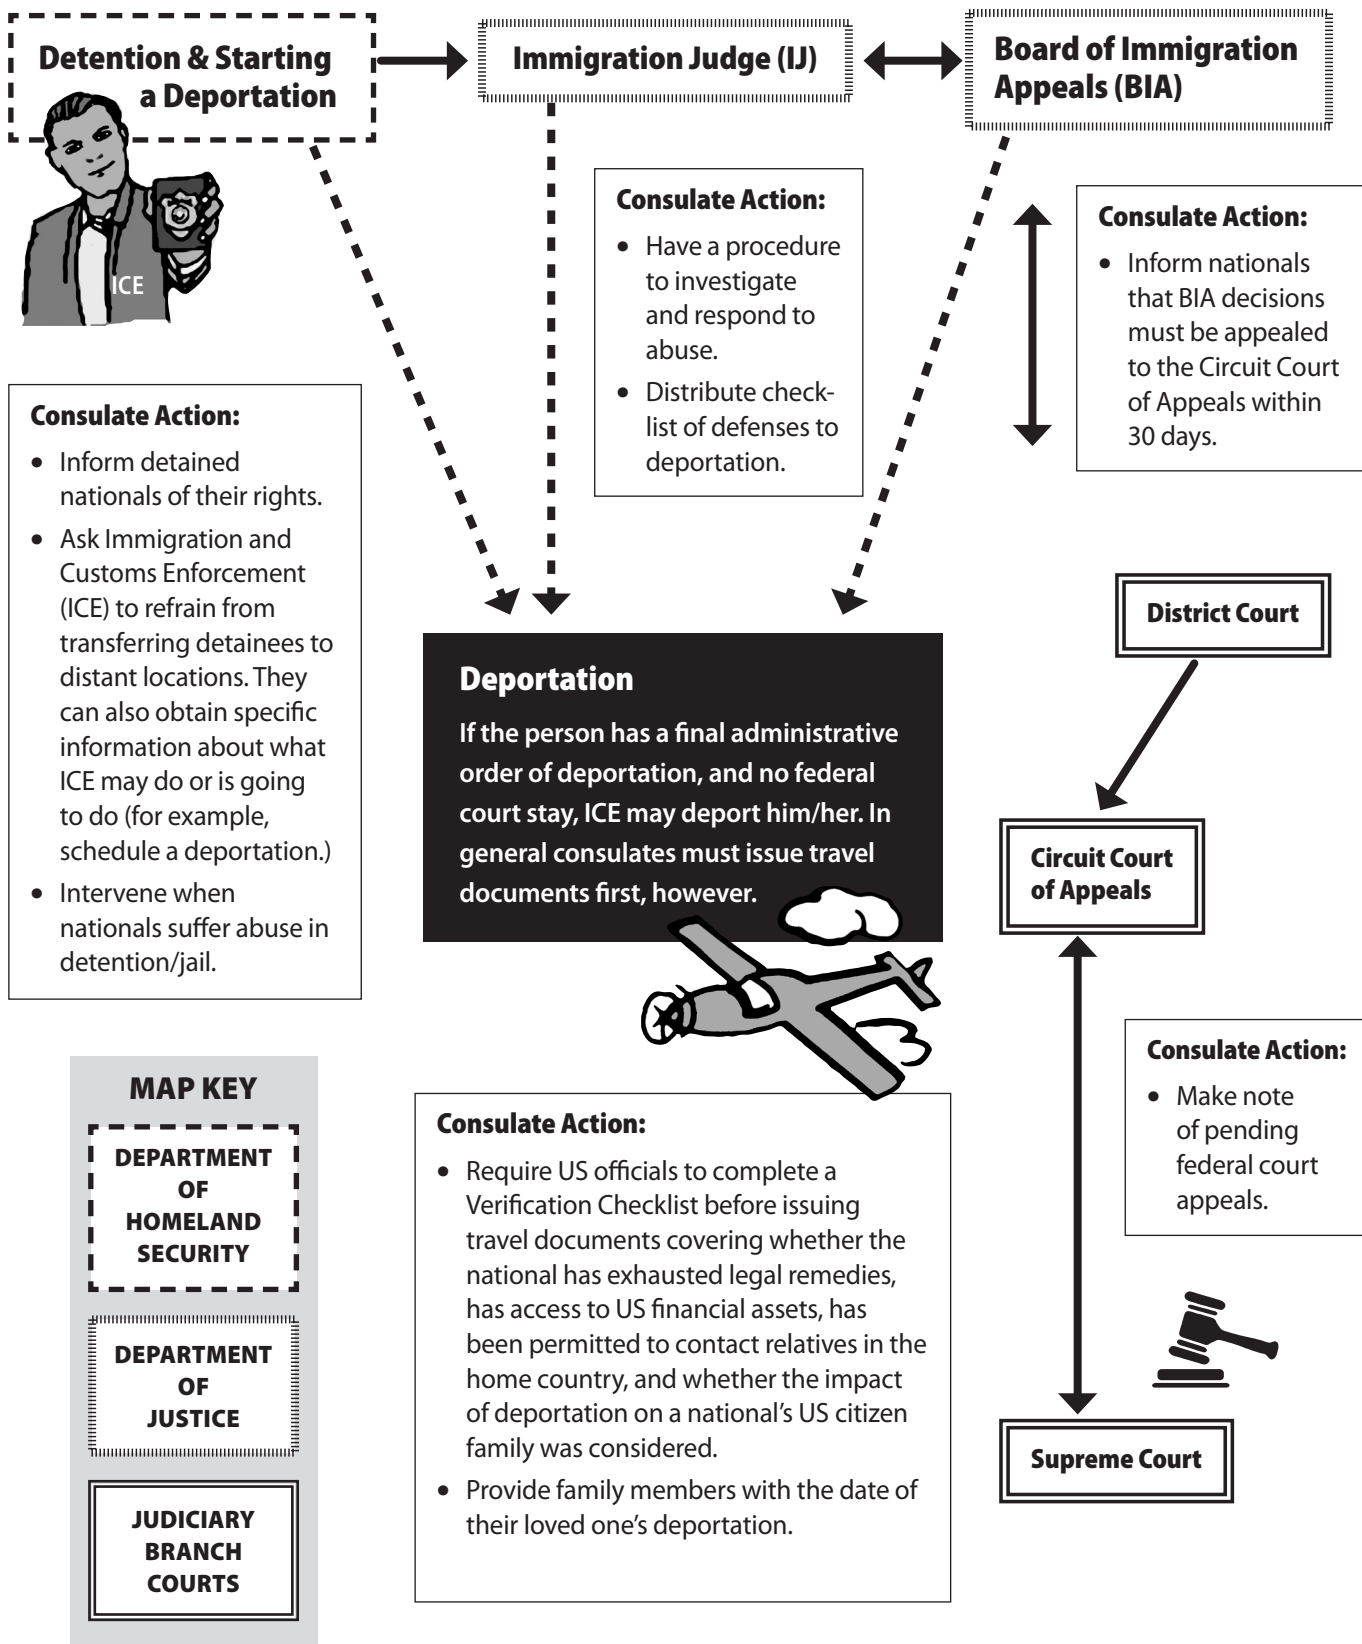 Detention & Starting
a Deportation
ICE
Immigration Judge (IJ)
Board of Immigration
Appeals (BIA)
Consulate Action:
• Have a procedure
to investigate
and respond to
abuse.
• Distribute check-
list of defenses to
deportation.
Consulate Action:
• Inform nationals
that BIA decisions
must be appealed
to the Circuit Court
of Appeals within
30 days.
Consulate Action:
• Inform detained
nationals of their rights.
• Ask Immigration and
Customs Enforcement
(ICE) to refrain from
transferring detainees to
distant locations. They
can also obtain specific
information about what
ICE may do or is going
to do (for example,
schedule a deportation.)
• Intervene when
nationals suffer abuse in
detention/jail.
Deportation
If the person has a final administrative
order of deportation, and no federal
court stay, ICE may deport him/her. In
general consulates must issue travel
documents first, however.
District Court
Circuit Court
of Appeals
Consulate Action:
• Make note
of pending
federal court
appeals.
Supreme Court
Consulate Action:
• Require US officials to complete a
Verification Checklist before issuing
travel documents covering whether the
national has exhausted legal remedies,
has access to US financial assets, has
been permitted to contact relatives in the
home country, and whether the impact
of deportation on a national's US citizen
family was considered.
• Provide family members with the date of
their loved one's deportation.
MAP KEY
DEPARTMENT
OF
HOMELAND
SECURITY
DEPARTMENT
OF
JUSTICE
JUDICIARY
BRANCH
COURTS